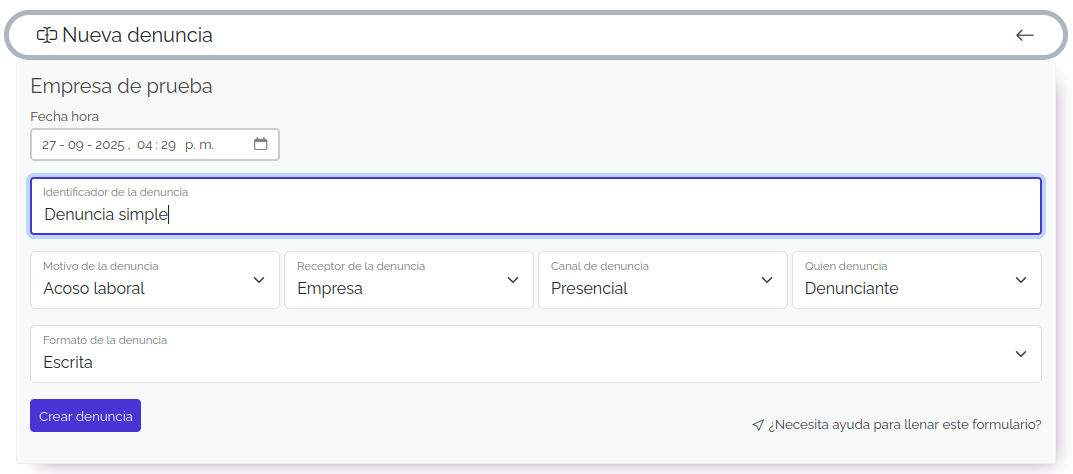 Nueva denuncia
Empresa de prueba
Fecha hora
27 - 09 - 2025 , 04 : 29 p. m.
Identificador de la denuncia
Denuncia simple
Motivo de la denuncia Receptor de la denuncia Canal de denuncia Quien denuncia
Acoso laboral Empresa Presencial Denunciante
Formato de la denuncia
Escrita
Crear denuncia
¿Necesita ayuda para llenar este formulario?